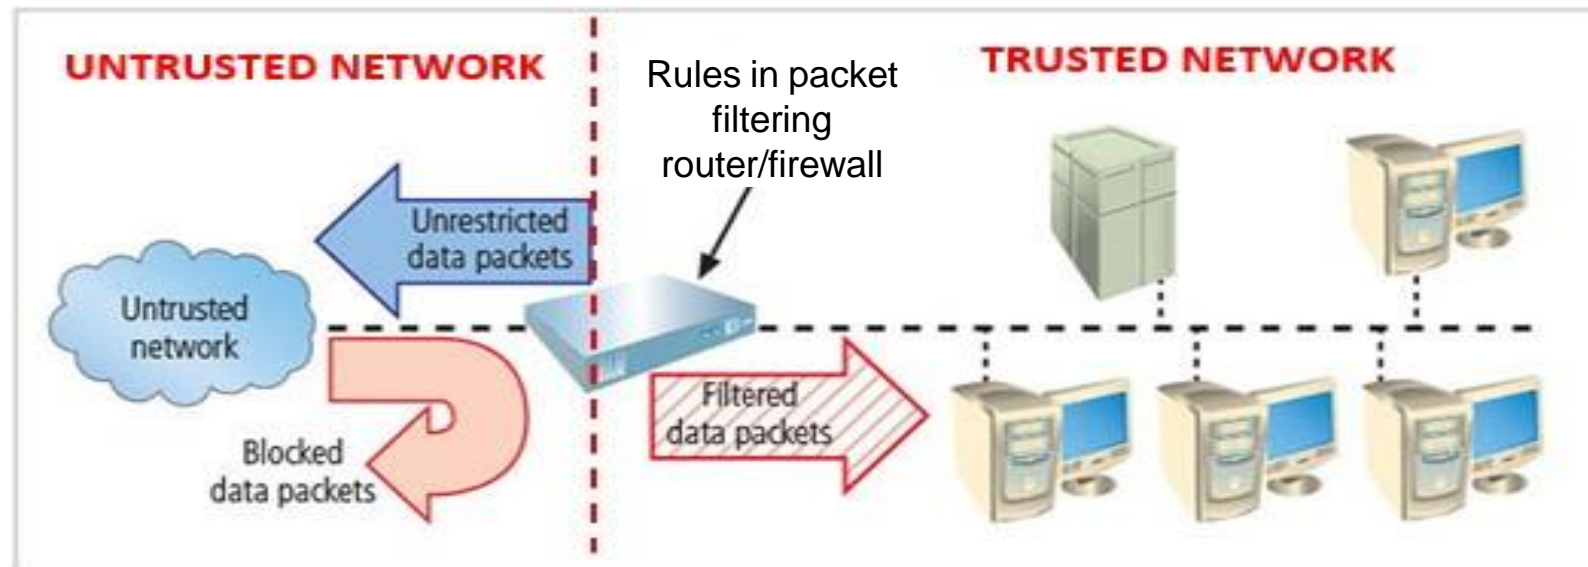 UNTRUSTED NETWORK
Rules in packet
filtering
router/firewall
TRUSTED NETWORK
Unrestricted
data packets
Untrusted
network
Filtered
data packets
Blocked
data packets